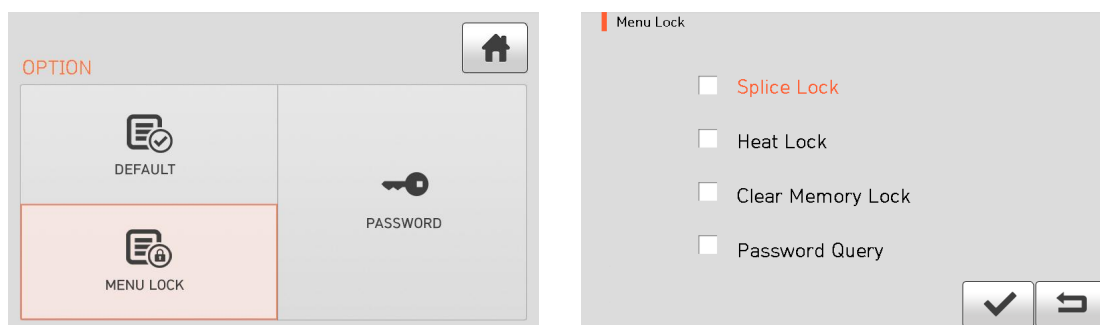 OPTION
DEFAULT
PASSWORD
MENU LOCK
Menu Lock
Splice Lock
Heat Lock
Clear Memory Lock
Password Query